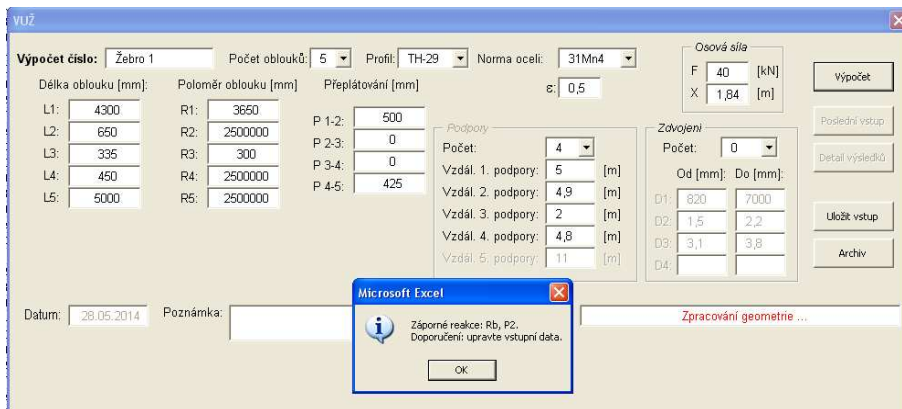 VUŽ
Výpočet číslo: Žebro 1 Počet oblouků: 5 Profil: TH-29 Norma oceli: 31Mn4
Osová síla
F 40 [kN]
X 1,84 [m]
Výpočet
Délka oblouku [mm]: Poloměr oblouku [mm] Přeplátování [mm] ε: 0,5
L1: 4300 R1: 3650
L2: 650 R2: 2500000
L3: 335 R3: 300
L4: 450 R4: 2500000
L5: 5000 R5: 2500000
P 1-2: 500
P 2-3: 0
P 3-4: 0
P 4-5: 425
Podpory
Počet: 4
Vzdál. 1. podpory: 5 [m]
Vzdál. 2. podpory: 4,9 [m]
Vzdál. 3. podpory: 2 [m]
Vzdál. 4. podpory: 4,8 [m]
Vzdál. 5. podpory: 11 [m]
Zdvojení
Počet: 0
Od [mm]: Do [mm]:
D1: 820 7000
D2: 1,5 2,2
D3: 3,1 3,8
D4:
Poslední vstup
Detail výsledků
Uložit vstup
Archiv
Datum: 28.05.2014 Poznámka:
Zpracování geometrie ...
Microsoft Excel
Záporné reakce: Rb, P2.
Doporučení: upravte vstupní data.
OK